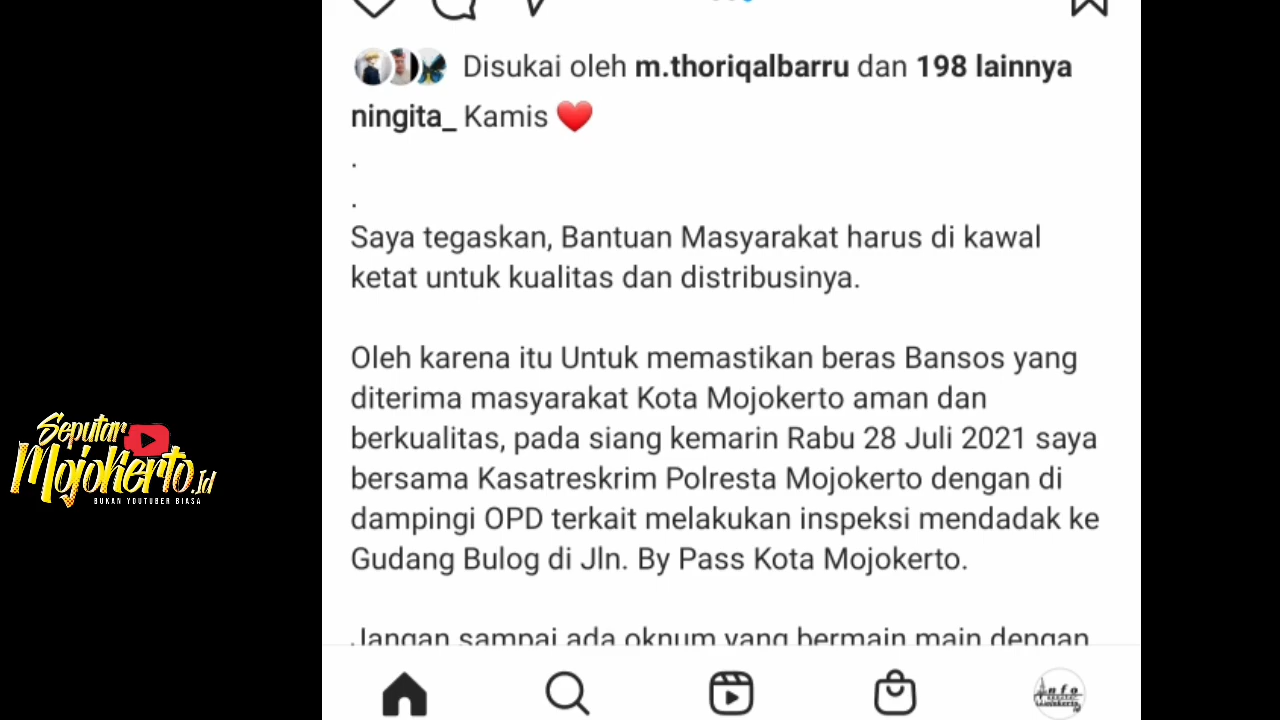 Disukai oleh m.thoriqalbarru dan 198 lainnya
ningita_ Kamis ❤️
.
.
Saya tegaskan, Bantuan Masyarakat harus di kawal
ketat untuk kualitas dan distribusinya.
Oleh karena itu Untuk memastikan beras Bansos yang
diterima masyarakat Kota Mojokerto aman dan
berkualitas, pada siang kemarin Rabu 28 Juli 2021 saya
bersama Kasatreskrim Polresta Mojokerto dengan di
dampingi OPD terkait melakukan inspeksi mendadak ke
Gudang Bulog di Jln. By Pass Kota Mojokerto.
Jangan sampai ada oknum yang bermain main dengan
Seputar
Mojokerto.Id
BUKAN YOUTUBER BIASA